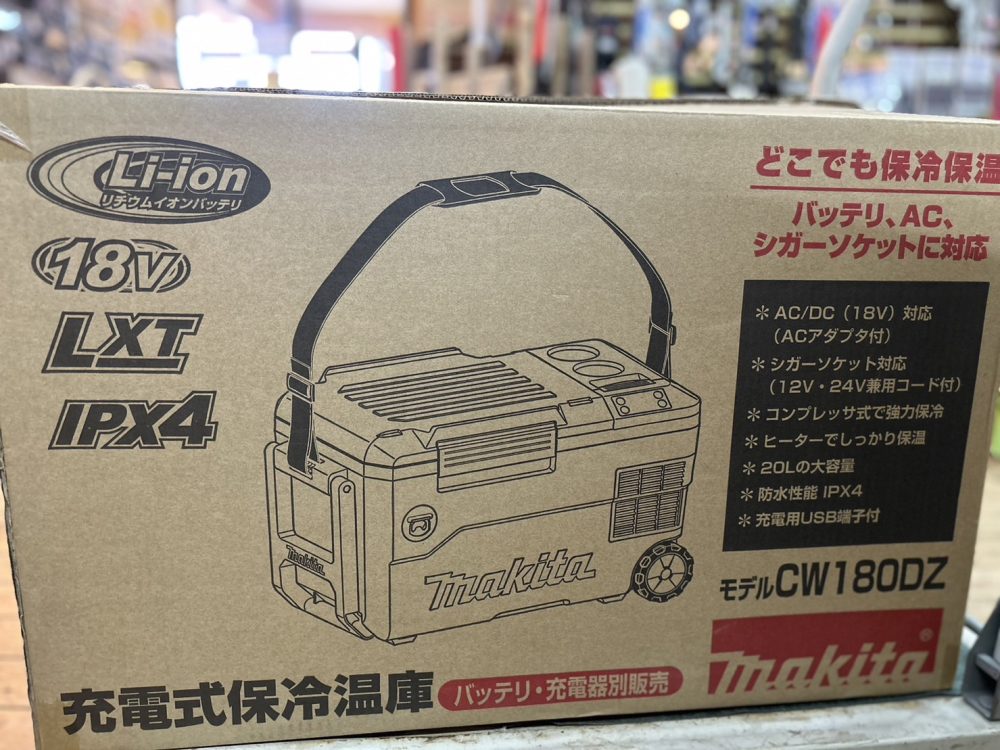 Li-ion
リチウムイオンバッテリ
18V
LXT
IPX4
どこでも保冷保温
バッテリ、AC、
シガーソケットに対応
＊AC/DC（18V）対応
（ACアダプタ付）
＊シガーソケット対応
（12V・24V兼用コード付）
＊コンプレッサ式で強力保冷
＊ヒーターでしっかり保温
＊20Lの大容量
＊防水性能 IPX4
＊充電用USB端子付
makita
makita
モデルCW180DZ
makita®
充電式保冷温庫
バッテリ・充電器別販売